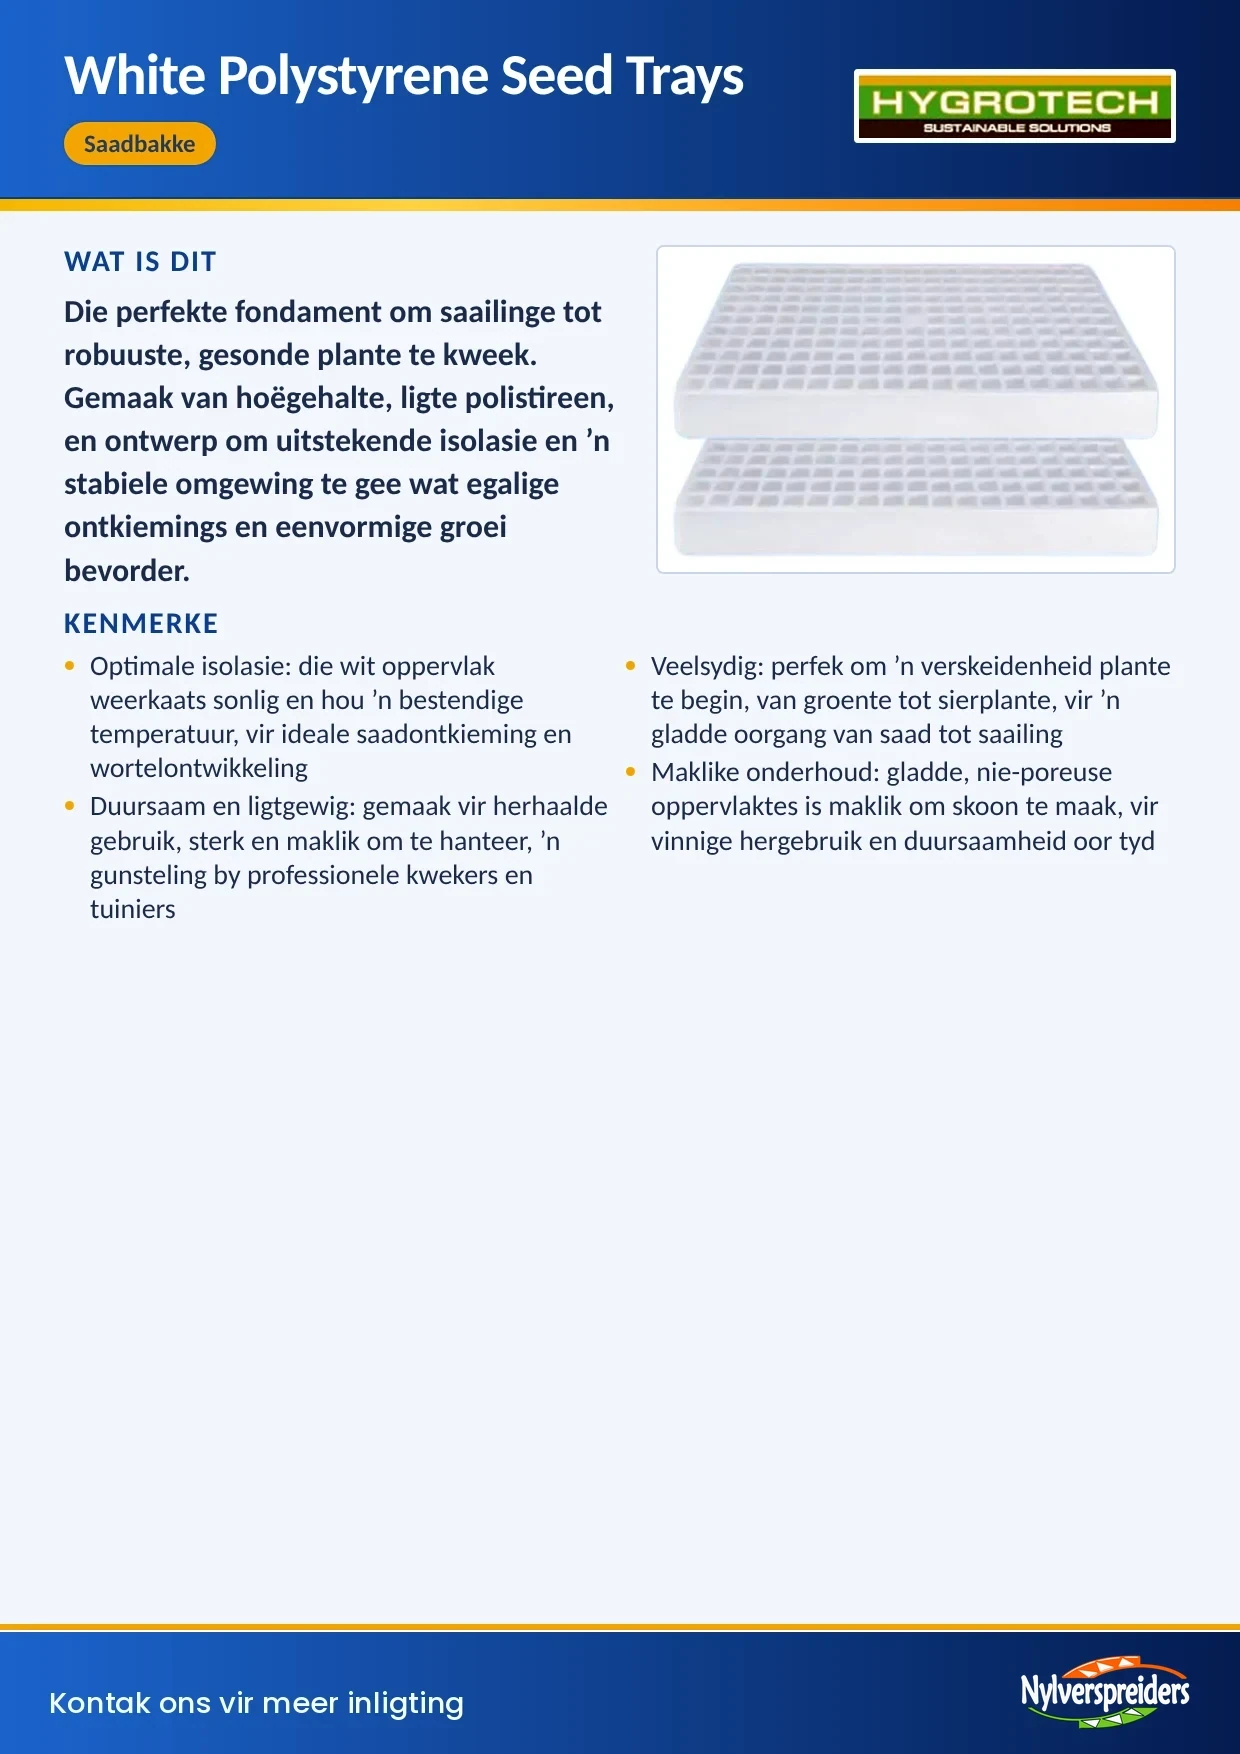 White Polystyrene Seed Trays
Saadbakke
HYGROTECH
SUSTAINABLE SOLUTIONS
WAT IS DIT
Die perfekte fondament om saailinge tot
robuuste, gesonde plante te kweek.
Gemaak van hoëgehalte, ligte polistireen,
en ontwerp om uitstekende isolasie en ’n
stabiele omgewing te gee wat egalige
ontkiemings en eenvormige groei
bevorder.
KENMERKE
• Optimale isolasie: die wit oppervlak
weerkaats sonlig en hou ’n bestendige
temperatuur, vir ideale saadontkieming en
wortelontwikkeling
• Duursaam en ligtgewig: gemaak vir herhaalde
gebruik, sterk en maklik om te hanteer, ’n
gunsteling by professionele kwekers en
tuiniers
• Veelsydig: perfek om ’n verskeidenheid plante
te begin, van groente tot sierplante, vir ’n
gladde oorgang van saad tot saailing
• Maklike onderhoud: gladde, nie-poreuse
oppervlaktes is maklik om skoon te maak, vir
vinnige hergebruik en duursaamheid oor tyd
Kontak ons vir meer inligting
Nylverspreiders